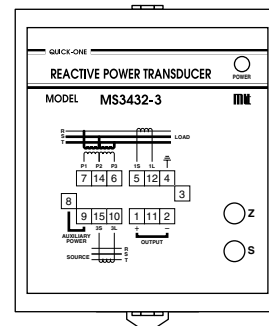 QUICK-ONE
REACTIVE POWER TRANSDUCER
POWER
MODEL MS3432-3
R
S
T
LOAD
P1 P2 P3 1S 1L
7 14 6 5 12 4
3
8
9 15 10 1 11 2
AUXILIARY POWER
3S 3L
+ −
OUTPUT
SOURCE
R
S
T
Z
S